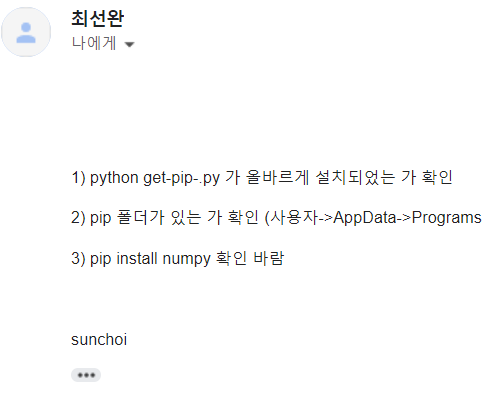 최선완
나에게
1) python get-pip-.py 가 올바르게 설치되었는 가 확인
2) pip 폴더가 있는 가 확인 (사용자->AppData->Programs
3) pip install numpy 확인 바람
sunchoi